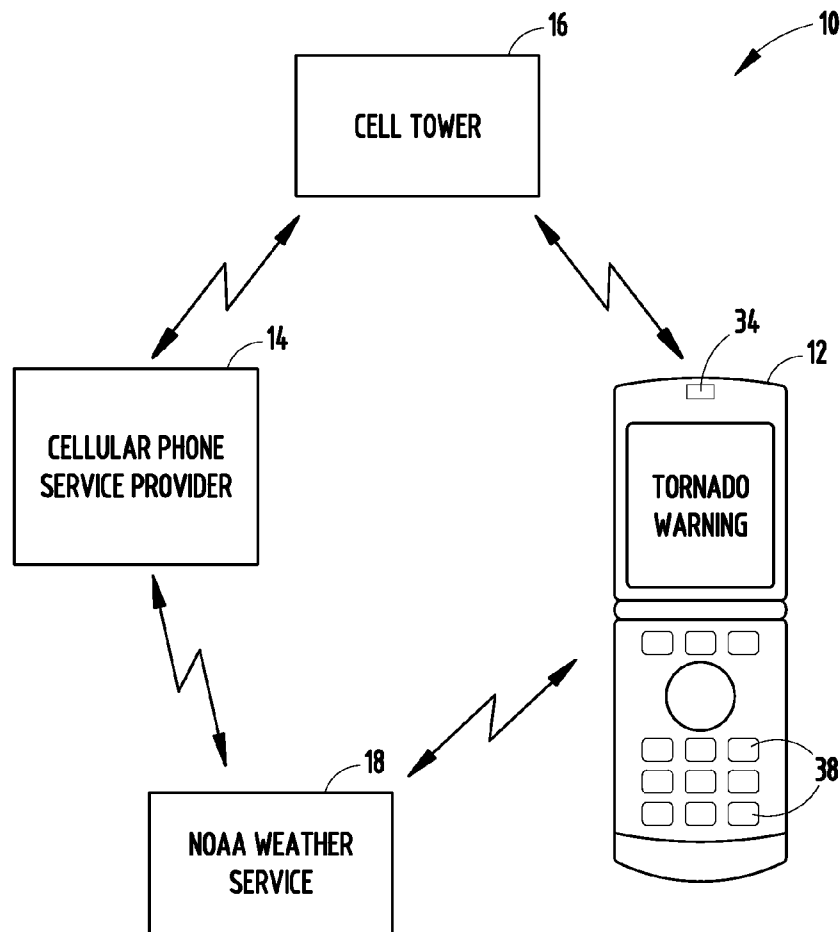 16
10
CELL TOWER
14
34
12
CELLULAR PHONE
SERVICE PROVIDER
TORNADO
WARNING
18
38
NOAA WEATHER
SERVICE